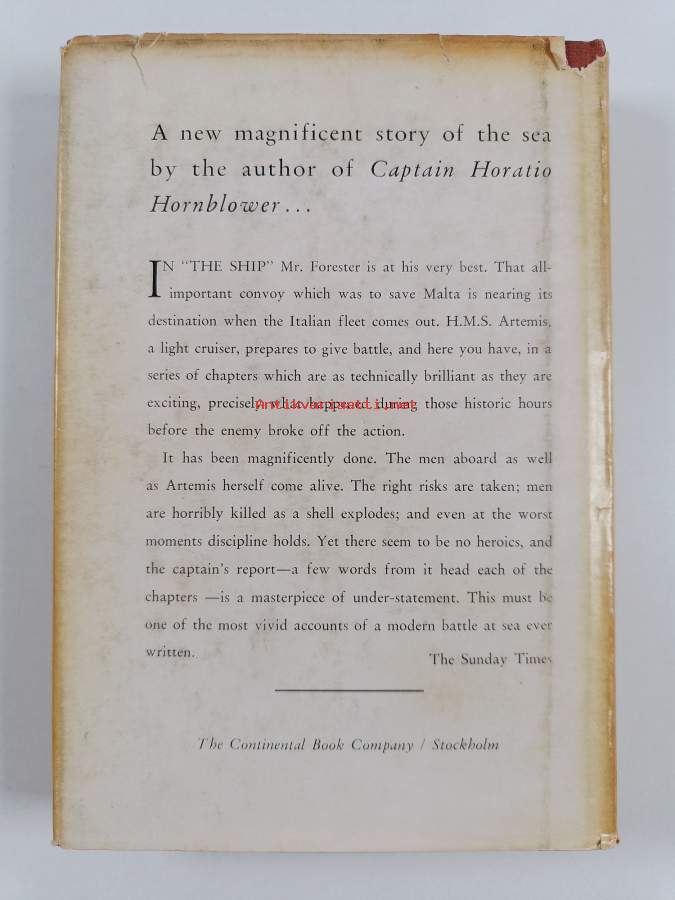 A new magnificent story of the sea
by the author of Captain Horatio
Hornblower...
IN "THE SHIP" Mr. Forester is at his very best. That all-
important convoy which was to save Malta is nearing its
destination when the Italian fleet comes out. H.M.S. Artemis,
a light cruiser, prepares to give battle, and here you have, in a
series of chapters which are as technically brilliant as they are
exciting, precisely what happened during those historic hours
before the enemy broke off the action.
It has been magnificently done. The men aboard as well
as Artemis herself come alive. The right risks are taken; men
are horribly killed as a shell explodes; and even at the worst
moments discipline holds. Yet there seem to be no heroics, and
the captain's report—a few words from it head each of the
chapters —is a masterpiece of under-statement. This must be
one of the most vivid accounts of a modern battle at sea ever
written.
The Sunday Times
The Continental Book Company / Stockholm
Antikvariaatti.net